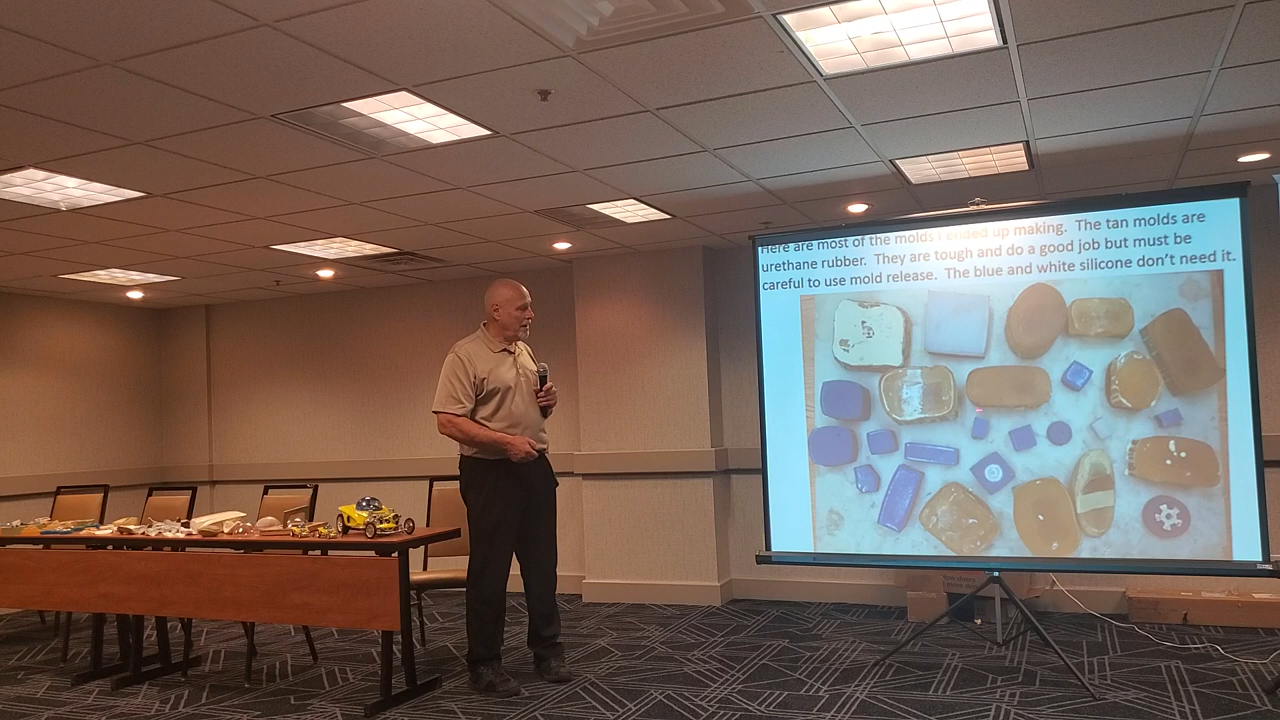 Here are most of the molds I ended up making. The tan molds are
urethane rubber. They are tough and do a good job but must be
careful to use mold release. The blue and white silicone don't need it.